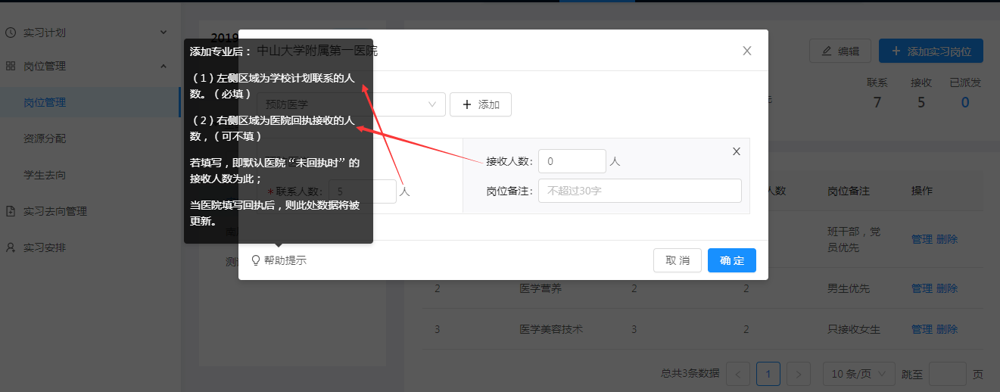 实习计划
岗位管理
岗位管理
资源分配
学生去向
实习去向管理
实习安排
2019
中山大学附属第一医院
添加专业后：
（1）左侧区域为学校计划联系的人
数。（必填）
（2）右侧区域为医院回执接收的人
数，（可不填）
若填写，即默认医院“未回执时”的
接收人数为此；
当医院填写回执后，则此处数据将被
更新。
预防医学
添加
*联系人数：
5
人
接收人数：
0
人
岗位备注：
不超过30字
帮助提示
取 消
确 定
编辑
添加实习岗位
联系
接收
已派发
7
5
0
人数
岗位备注
操作
班干部，党
员优先
管理 删除
2
医学营养
2
2
男生优先
管理 删除
3
医学美容技术
3
2
只接收女生
管理 删除
总共3条数据
1
10 条/页
跳至
页